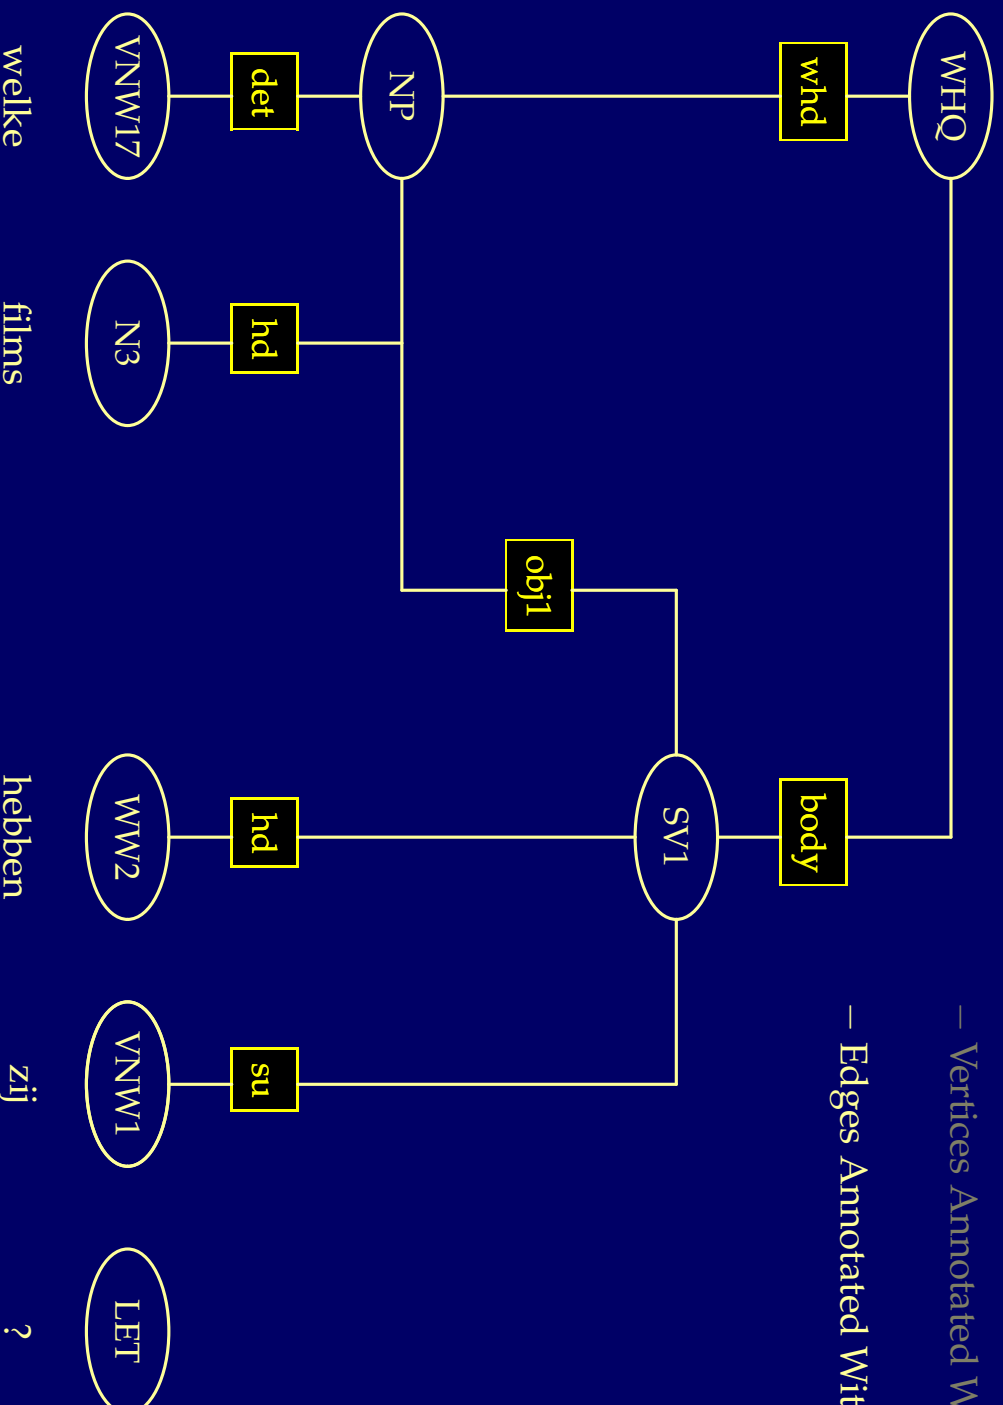 — Vertices Annotated W
— Edges Annotated Wit
WHQ
whd body
SV1
obj1
NP
det hd hd su
VNW17 N3 WW2 VNW1 LET
welke films hebben zij ?